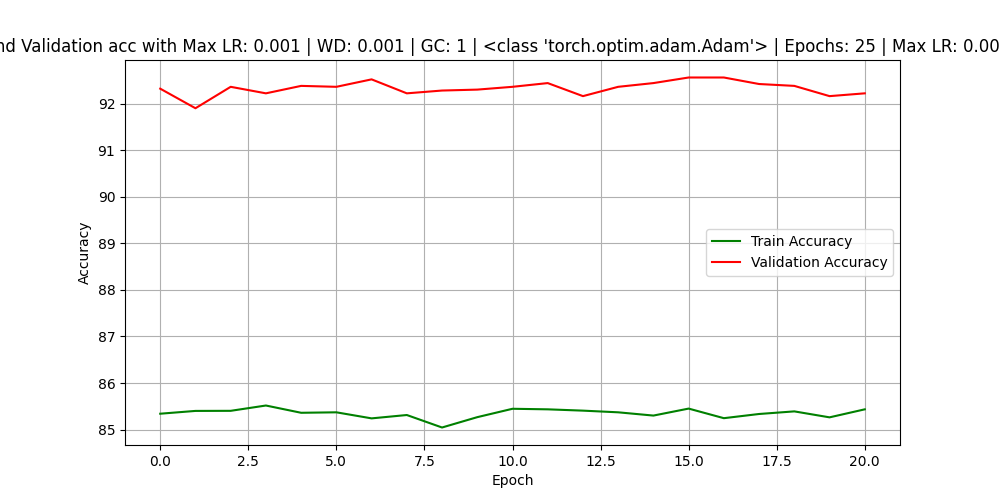 nd Validation acc with Max LR: 0.001 | WD: 0.001 | GC: 1 | <class 'torch.optim.adam.Adam'> | Epochs: 25 | Max LR: 0.00
92
91
90
89
88
87
86
85
Accuracy
Train Accuracy
Validation Accuracy
0.0 2.5 5.0 7.5 10.0 12.5 15.0 17.5 20.0
Epoch